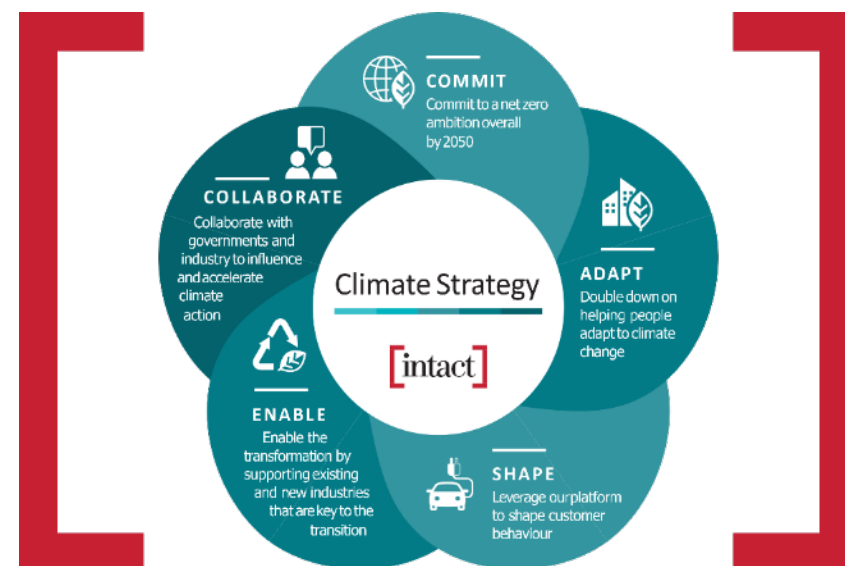 COMMIT
Commit to a net zero
ambition overall
by 2050
ADAPT
Double down on
helping people
adapt to climate
change
SHAPE
Leverage our platform
to shape customer
behaviour
ENABLE
Enable the
transformation by
supporting existing
and new industries
that are key to the
transition
COLLABORATE
Collaborate with
governments and
industry to influence
and accelerate
climate
action
Climate Strategy
[intact]